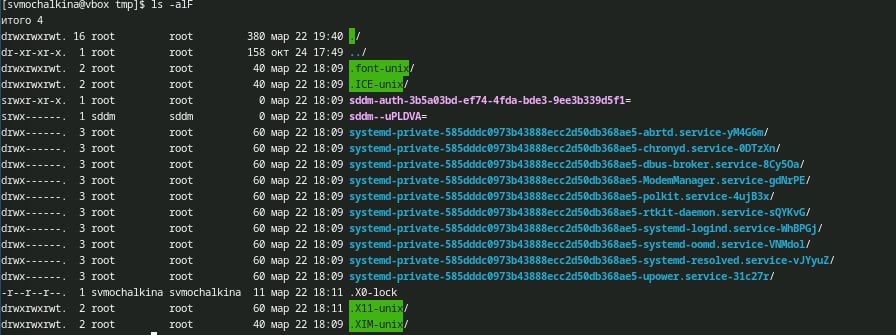 [svmochalkina@vbox tmp]$ ls -alF
итого 4
drwxrwxrwt. 16 root root 380 мар 22 19:40 ./
dr-xr-xr-x. 1 root root 158 окт 24 17:49 ../
drwxrwxrwt. 2 root root 40 мар 22 18:09 .font-unix/
drwxrwxrwt. 2 root root 40 мар 22 18:09 .ICE-unix/
srwxr-xr-x. 1 root root 0 мар 22 18:09 sddm-auth-3b5a03bd-ef74-4fda-bde3-9ee3b339d5f1=
srwx------. 1 sddm sddm 0 мар 22 18:09 sddm--uPLDVA=
drwx------. 3 root root 60 мар 22 18:09 systemd-private-585dddc0973b43888ecc2d50db368ae5-abrtd.service-yM4G6m/
drwx------. 3 root root 60 мар 22 18:09 systemd-private-585dddc0973b43888ecc2d50db368ae5-chronyd.service-0DTzXn/
drwx------. 3 root root 60 мар 22 18:09 systemd-private-585dddc0973b43888ecc2d50db368ae5-dbus-broker.service-8Cy5Oa/
drwx------. 3 root root 60 мар 22 18:09 systemd-private-585dddc0973b43888ecc2d50db368ae5-ModemManager.service-gdNrPE/
drwx------. 3 root root 60 мар 22 18:09 systemd-private-585dddc0973b43888ecc2d50db368ae5-polkit.service-4ujB3x/
drwx------. 3 root root 60 мар 22 18:09 systemd-private-585dddc0973b43888ecc2d50db368ae5-rtkit-daemon.service-sQYKvG/
drwx------. 3 root root 60 мар 22 18:09 systemd-private-585dddc0973b43888ecc2d50db368ae5-systemd-logind.service-WhBPGj/
drwx------. 3 root root 60 мар 22 18:09 systemd-private-585dddc0973b43888ecc2d50db368ae5-systemd-oomd.service-VNMdol/
drwx------. 3 root root 60 мар 22 18:09 systemd-private-585dddc0973b43888ecc2d50db368ae5-systemd-resolved.service-vJYyuZ/
drwx------. 3 root root 60 мар 22 18:09 systemd-private-585dddc0973b43888ecc2d50db368ae5-upower.service-31c27r/
-r--r--r--. 1 svmochalkina svmochalkina 11 мар 22 18:11 .X0-lock
drwxrwxrwt. 2 root root 60 мар 22 18:11 .X11-unix/
drwxrwxrwt. 2 root root 40 мар 22 18:09 .XIM-unix/